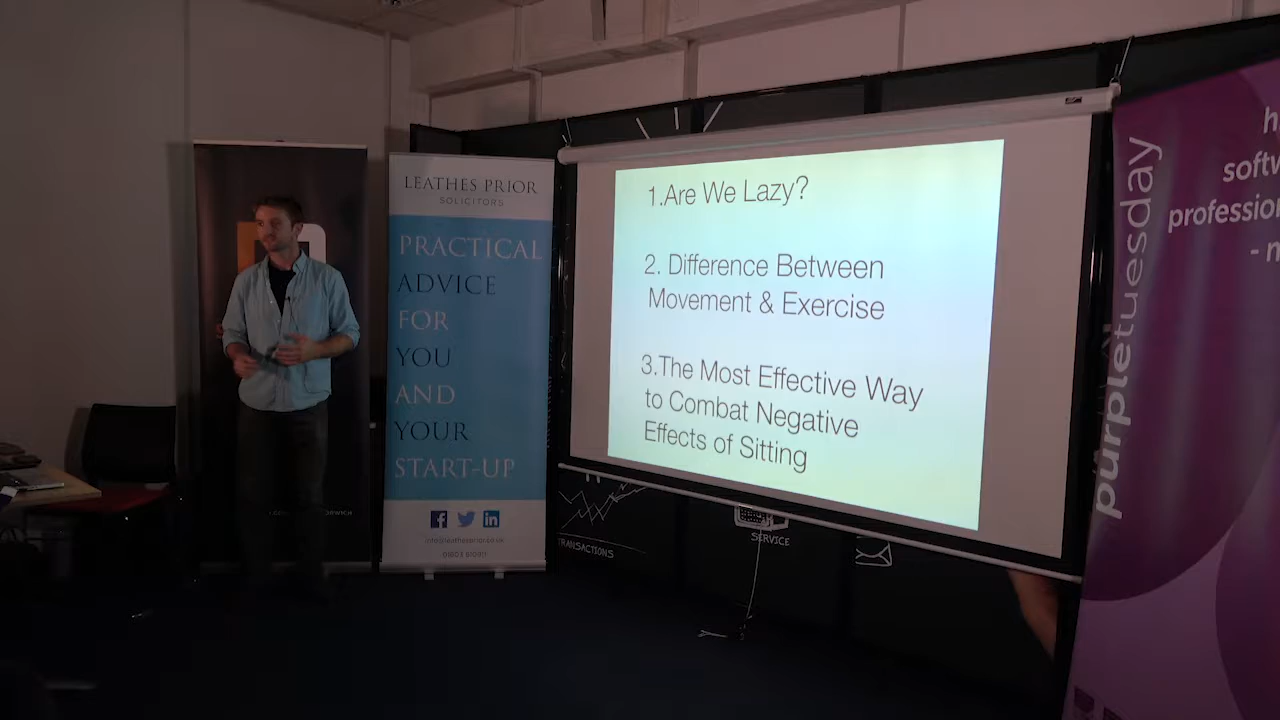 LEATHES PRIOR
SOLICITORS
PRACTICAL
ADVICE
FOR
YOU
AND
YOUR
START-UP
1.Are We Lazy?
2. Difference Between
Movement & Exercise
3.The Most Effective Way
to Combat Negative
Effects of Sitting
TRANSACTIONS
SERVICE
purpletuesday
h
softw
profession
- n